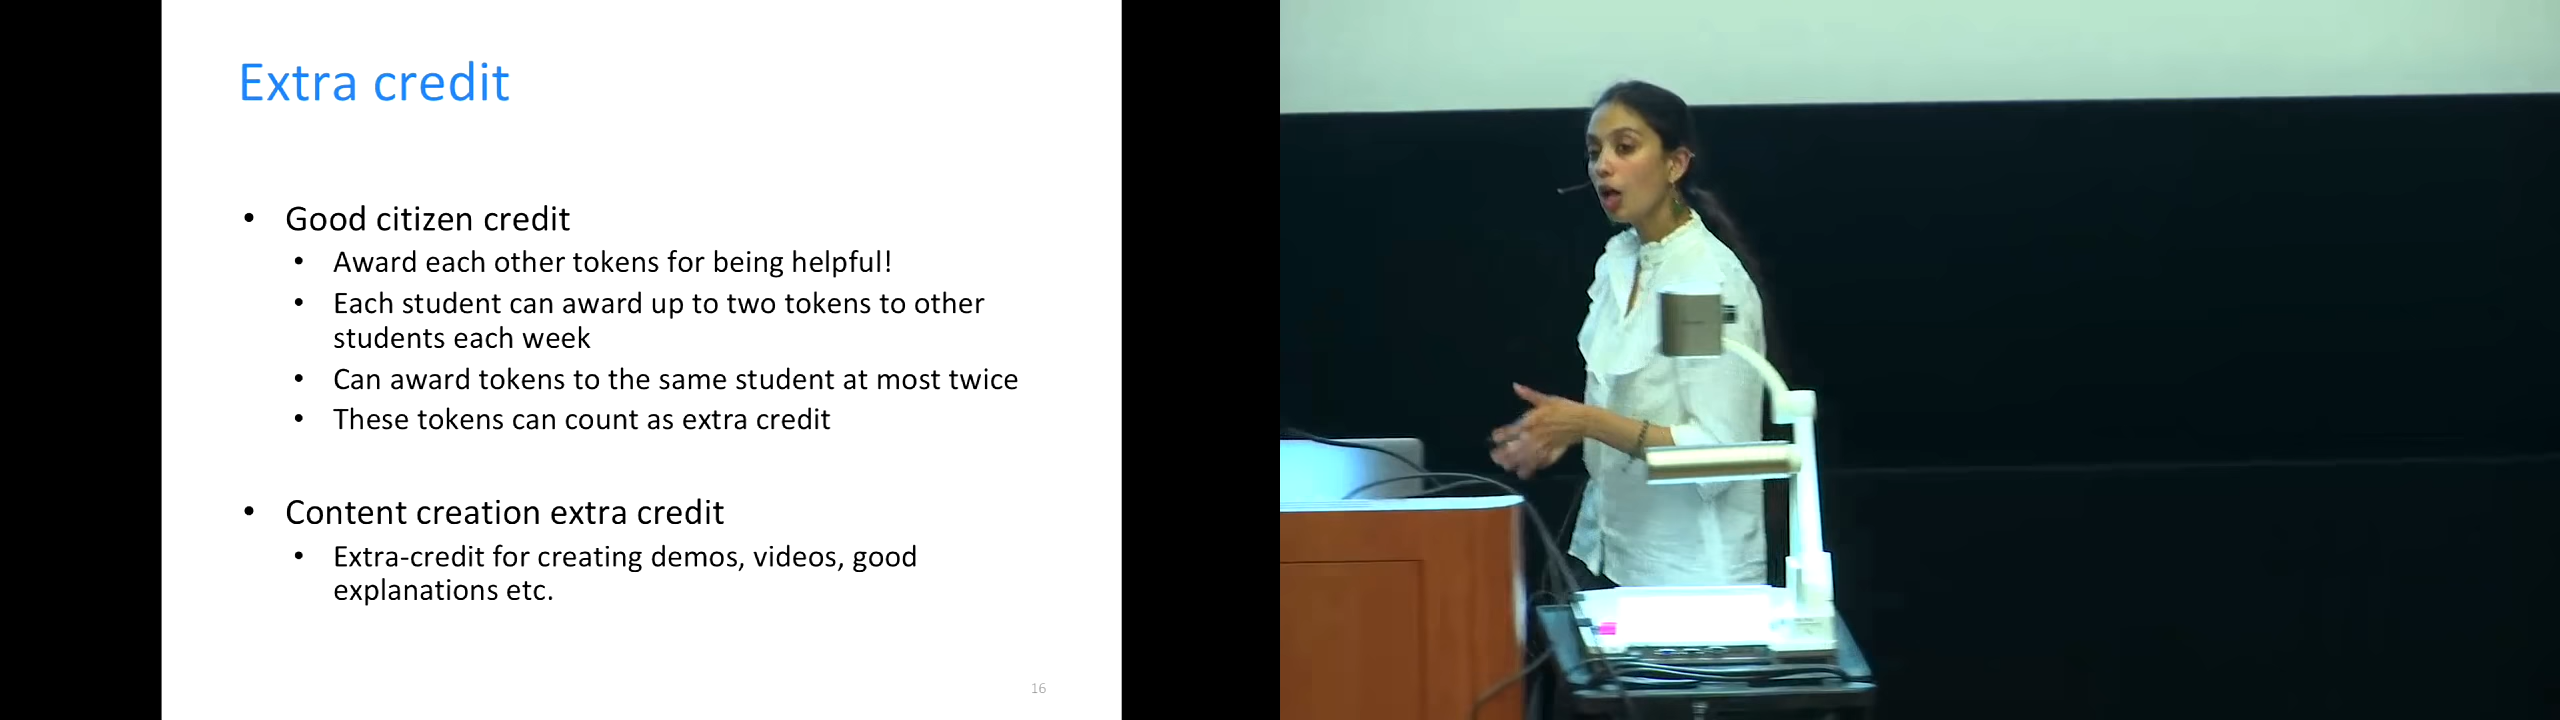 Extra credit
• Good citizen credit
• Award each other tokens for being helpful!
• Each student can award up to two tokens to other
students each week
• Can award tokens to the same student at most twice
• These tokens can count as extra credit
• Content creation extra credit
• Extra-credit for creating demos, videos, good
explanations etc.
16